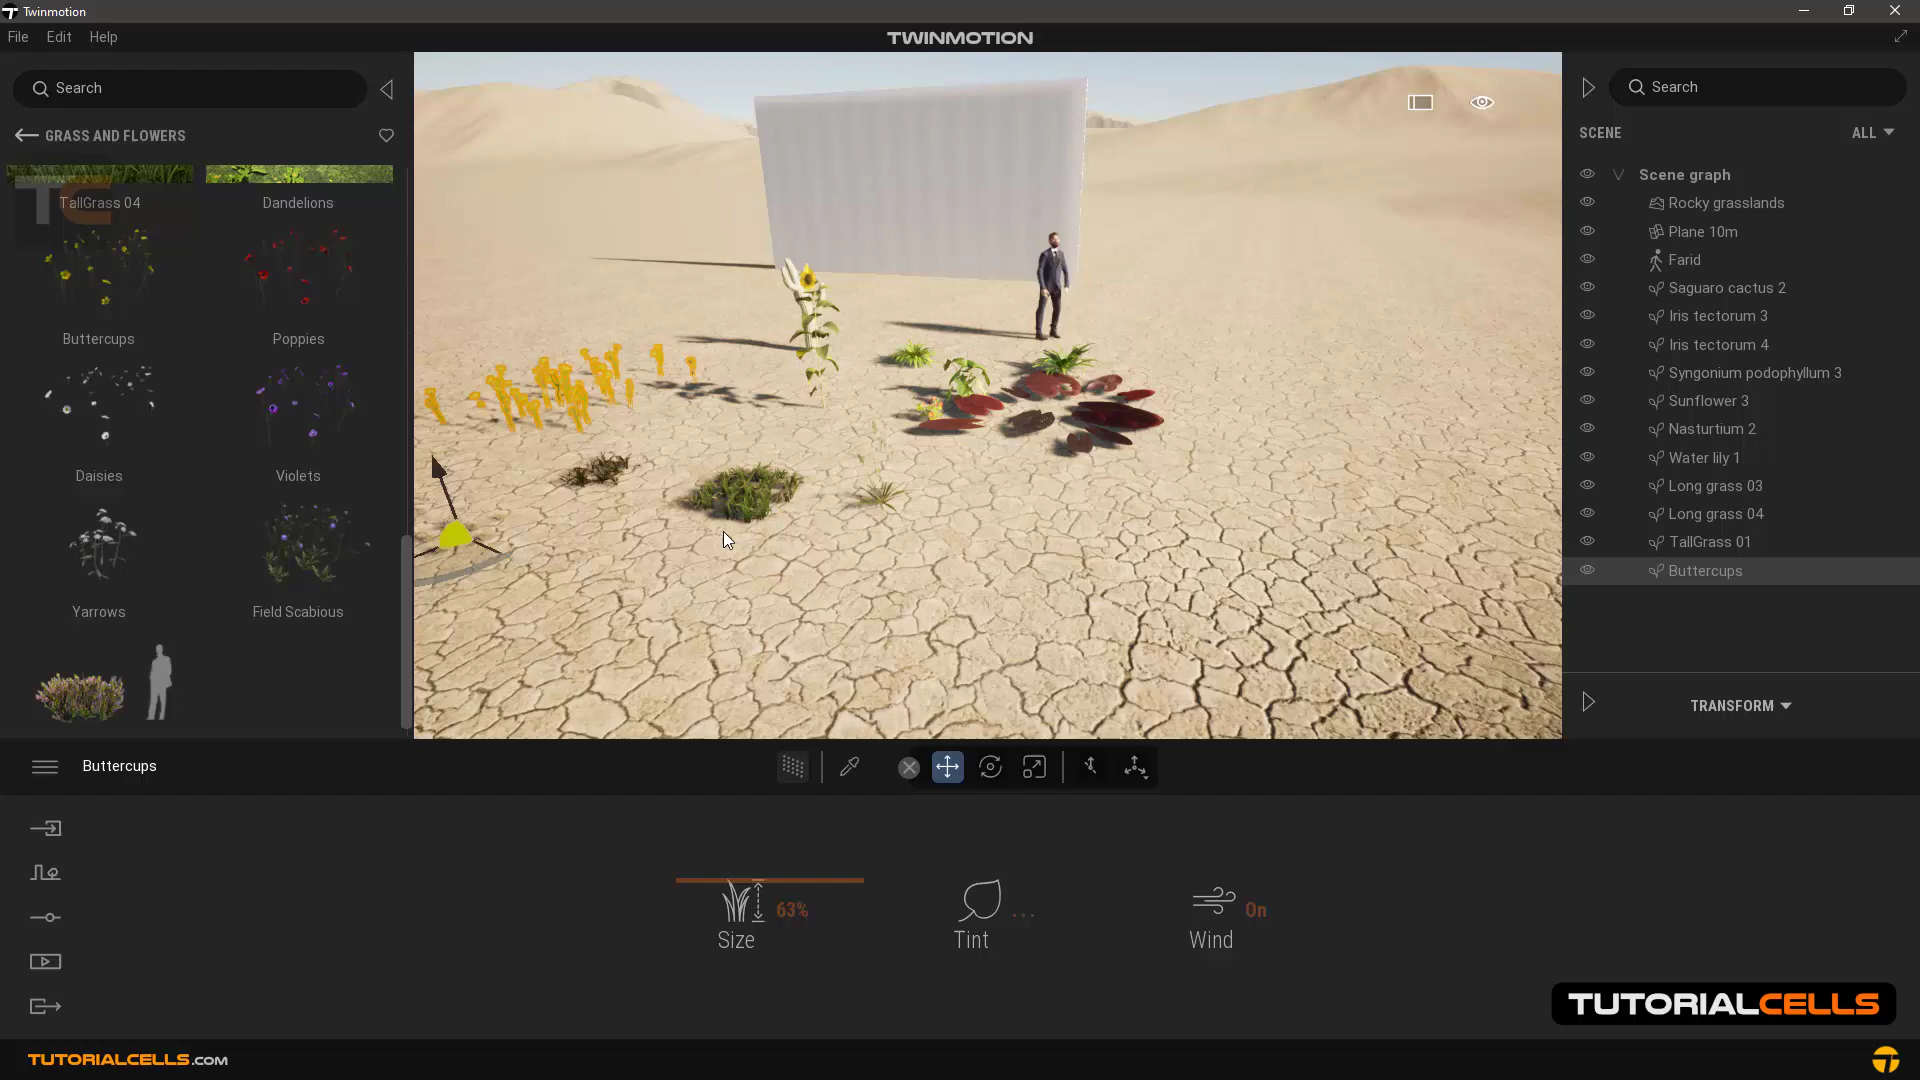 Twinmotion
File Edit Help
TWINMOTION
Search
GRASS AND FLOWERS
TallGrass 04
Dandelions
TC
Buttercups
Poppies
Daisies
Violets
Yarrows
Field Scabious
Search
SCENE
ALL
Scene graph
Rocky grasslands
Plane 10m
Farid
Saguaro cactus 2
Iris tectorum 3
Iris tectorum 4
Syngonium podophyllum 3
Sunflower 3
Nasturtium 2
Water lily 1
Long grass 03
Long grass 04
TallGrass 01
Buttercups
TRANSFORM
Buttercups
63%
Size
...
Tint
On
Wind
TUTORIALCELLS
TUTORIALCELLS.COM